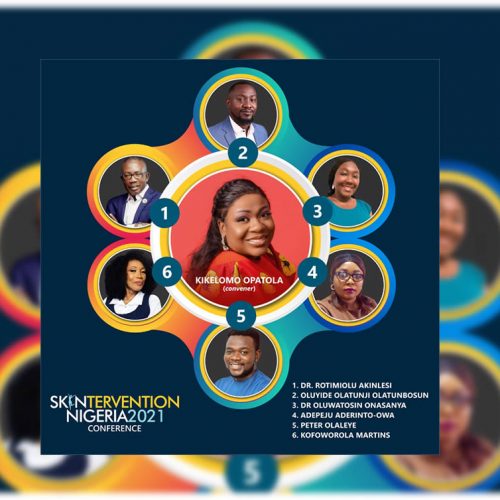 2
1
3
KIKELOMO OPATOLA
(convener)
6
4
5
SKINTERVENTION
NIGERIA2021
CONFERENCE
1. DR. ROTIMIOLU AKINLESI
2. OLUYIDE OLATUNJI OLATUNBOSUN
3. DR OLUWATOSIN ONASANYA
4. ADEPEJU ADERINTO-OWA
5. PETER OLALEYE
6. KOFOWOROLA MARTINS
5